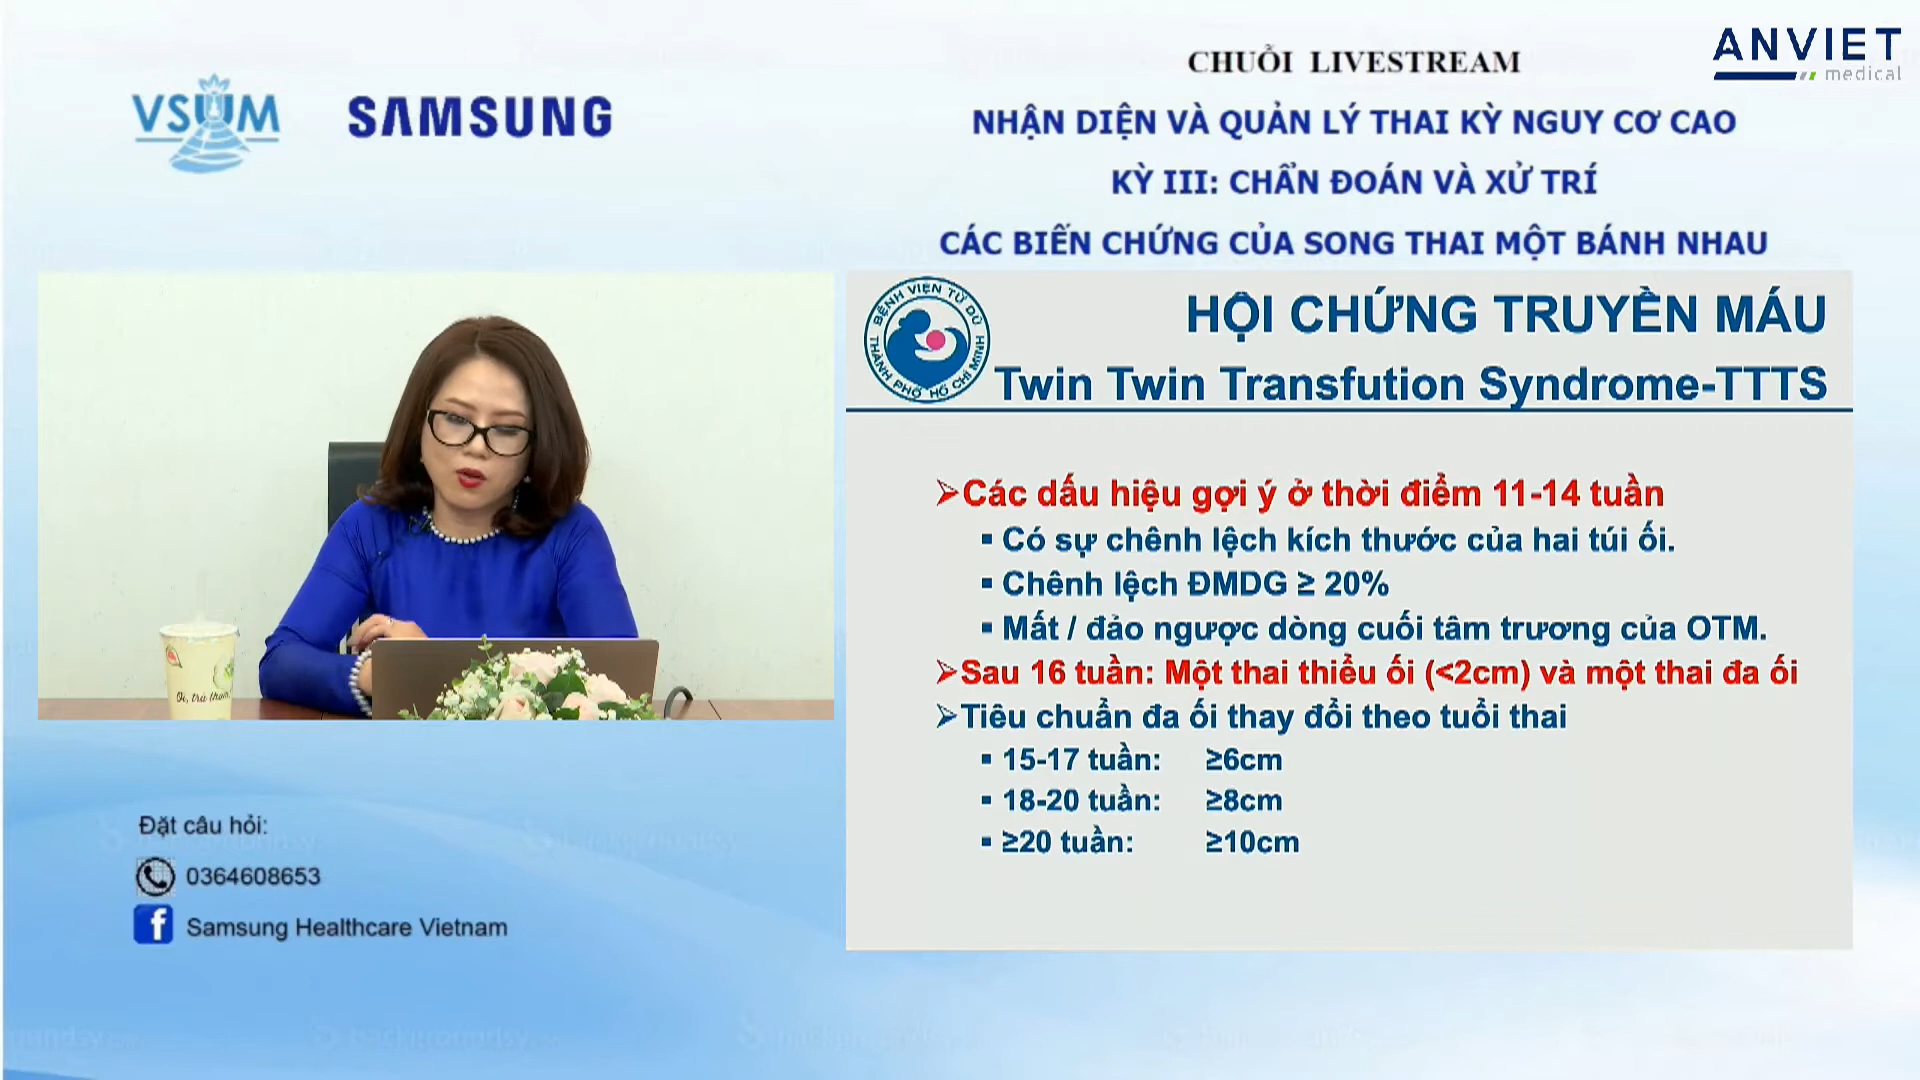 ANVIET
medical
VSUM
SAMSUNG
CHUỖI LIVESTREAM
NHẬN DIỆN VÀ QUẢN LÝ THAI KỲ NGUY CƠ CAO
KỲ III: CHẨN ĐOÁN VÀ XỬ TRÍ
CÁC BIẾN CHỨNG CỦA SONG THAI MỘT BÁNH NHAU
BỆNH VIỆN TỪ DŨ
THÀNH PHỐ HỒ CHÍ MINH
HỘI CHỨNG TRUYỀN MÁU
Twin Twin Transfution Syndrome-TTTS
➢Các dấu hiệu gợi ý ở thời điểm 11-14 tuần
▪ Có sự chênh lệch kích thước của hai túi ối.
▪ Chênh lệch ĐMDG ≥ 20%
▪ Mất / đảo ngược dòng cuối tâm trương của OTM.
➢Sau 16 tuần: Một thai thiểu ối (<2cm) và một thai đa ối
➢Tiêu chuẩn đa ối thay đổi theo tuổi thai
▪ 15-17 tuần: ≥6cm
▪ 18-20 tuần: ≥8cm
▪ ≥20 tuần: ≥10cm
Đặt câu hỏi:
0364608653
Samsung Healthcare Vietnam